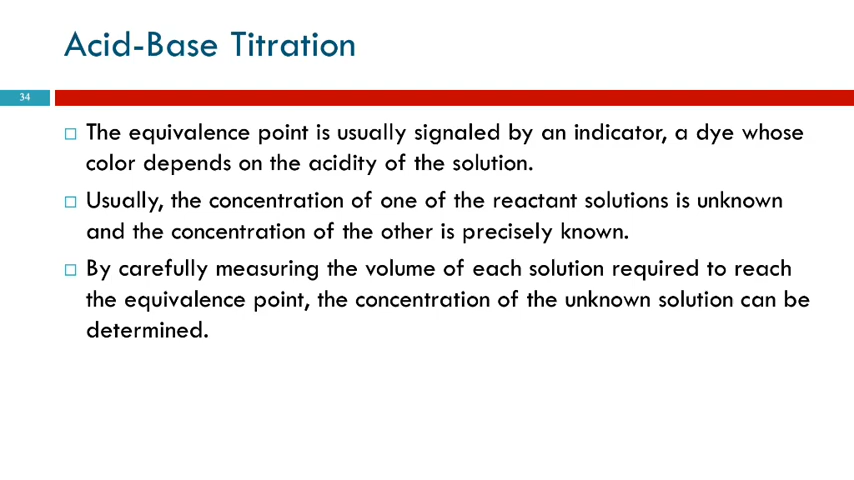 Acid-Base Titration
34
The equivalence point is usually signaled by an indicator, a dye whose
color depends on the acidity of the solution.
Usually, the concentration of one of the reactant solutions is unknown
and the concentration of the other is precisely known.
By carefully measuring the volume of each solution required to reach
the equivalence point, the concentration of the unknown solution can be
determined.